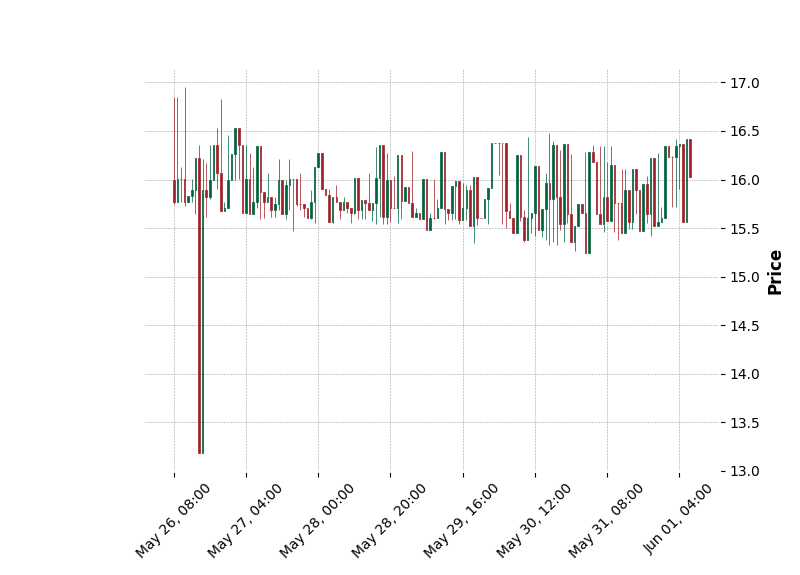 17.0
16.5
16.0
15.5
15.0
14.5
14.0
13.5
13.0
Price
May 26, 08:00
May 27, 04:00
May 28, 00:00
May 28, 20:00
May 29, 16:00
May 30, 12:00
May 31, 08:00
Jun 01, 04:00